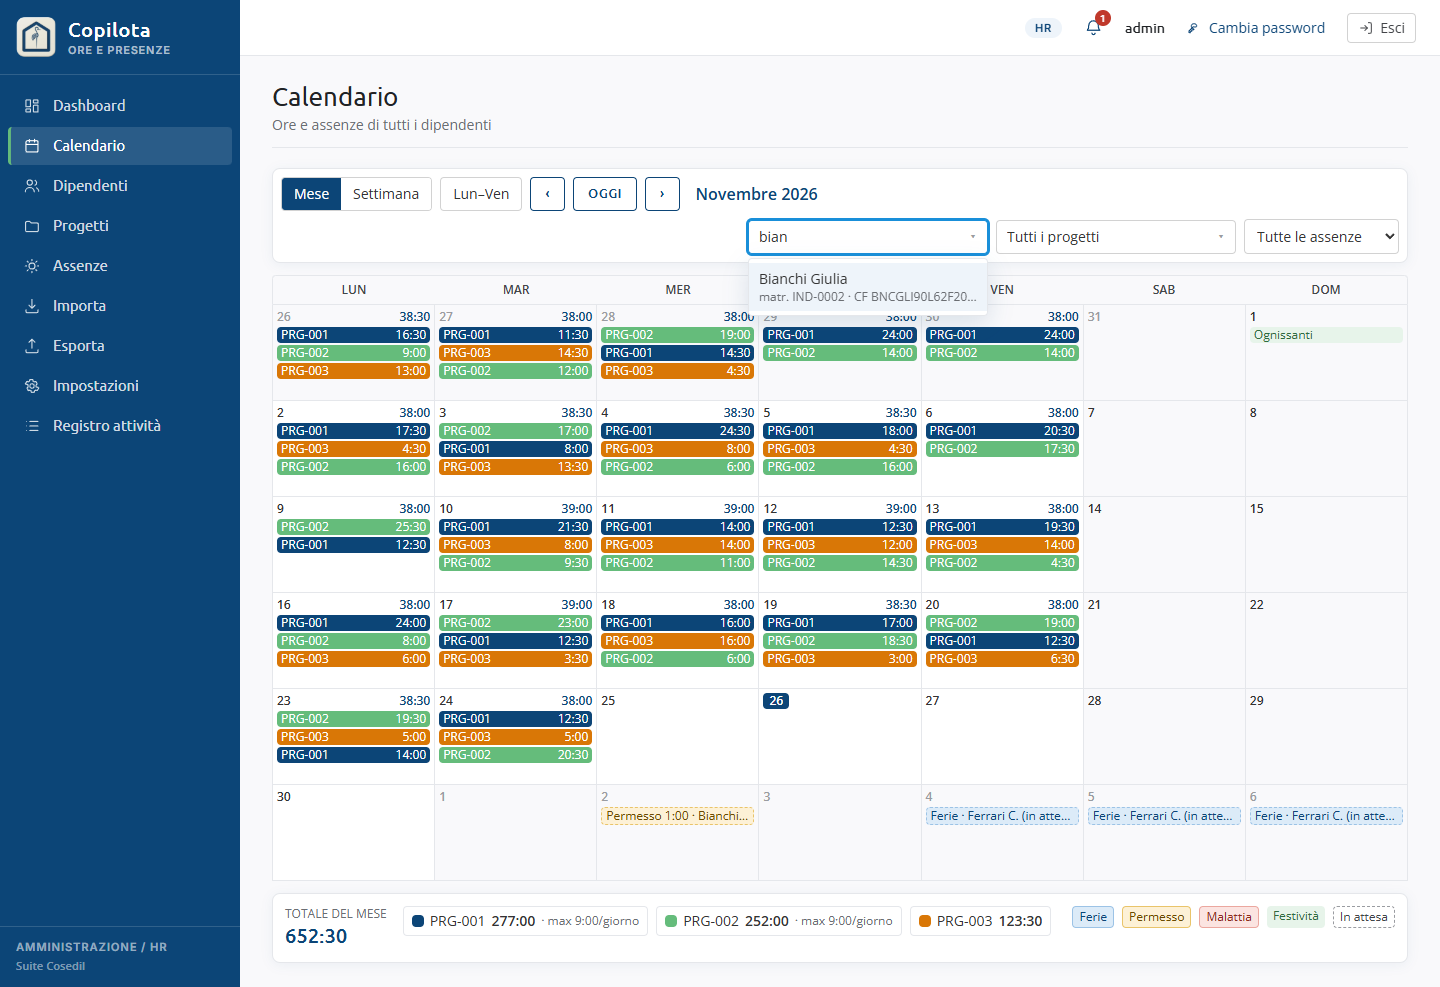 Copilota
ORE E PRESENZE
Dashboard
Calendario
Dipendenti
Progetti
Assenze
Importa
Esporta
Impostazioni
Registro attività
AMMINISTRAZIONE / HR
Suite Cosedil
HR 1 admin Cambia password Esci
Calendario
Ore e assenze di tutti i dipendenti
Mese Settimana Lun–Ven ‹ OGGI › Novembre 2026
bian Tutti i progetti Tutte le assenze
Bianchi Giulia
matr. IND-0002 · CF BNCGLI90L62F20...
LUN MAR MER VEN SAB DOM
26 38:30 27 38:00 28 38:00 29 38:00 30 38:00 31 1
PRG-001 16:30 PRG-001 11:30 PRG-002 19:00 PRG-001 24:00 PRG-001 24:00 Ognissanti
PRG-002 9:00 PRG-003 14:30 PRG-001 14:30 PRG-002 14:00 PRG-002 14:00
PRG-003 13:00 PRG-002 12:00 PRG-003 4:30
2 38:00 3 38:30 4 38:30 5 38:30 6 38:00 7 8
PRG-001 17:30 PRG-002 17:00 PRG-001 24:30 PRG-001 18:00 PRG-001 20:30
PRG-003 4:30 PRG-001 8:00 PRG-003 8:00 PRG-003 4:30 PRG-002 17:30
PRG-002 16:00 PRG-003 13:30 PRG-002 6:00 PRG-002 16:00
9 38:00 10 39:00 11 39:00 12 39:00 13 38:00 14 15
PRG-002 25:30 PRG-001 21:30 PRG-001 14:00 PRG-001 12:30 PRG-001 19:30
PRG-001 12:30 PRG-003 8:00 PRG-003 14:00 PRG-003 12:00 PRG-003 14:00
PRG-002 9:30 PRG-002 11:00 PRG-002 14:30 PRG-002 4:30
16 38:00 17 39:00 18 38:00 19 38:30 20 38:00 21 22
PRG-001 24:00 PRG-002 23:00 PRG-001 16:00 PRG-001 17:00 PRG-002 19:00
PRG-002 8:00 PRG-001 12:30 PRG-003 16:00 PRG-002 18:30 PRG-001 12:30
PRG-003 6:00 PRG-003 3:30 PRG-002 6:00 PRG-003 3:00 PRG-003 6:30
23 38:30 24 38:00 25 26 27 28 29
PRG-002 19:30 PRG-001 12:30
PRG-003 5:00 PRG-003 5:00
PRG-001 14:00 PRG-002 20:30
30 1 2 3 4 5 6
Permesso 1:00 · Bianchi... Ferie · Ferrari C. (in atte... Ferie · Ferrari C. (in atte... Ferie · Ferrari C. (in atte...
TOTALE DEL MESE
652:30
PRG-001 277:00 · max 9:00/giorno PRG-002 252:00 · max 9:00/giorno PRG-003 123:30 Ferie Permesso Malattia Festività In attesa